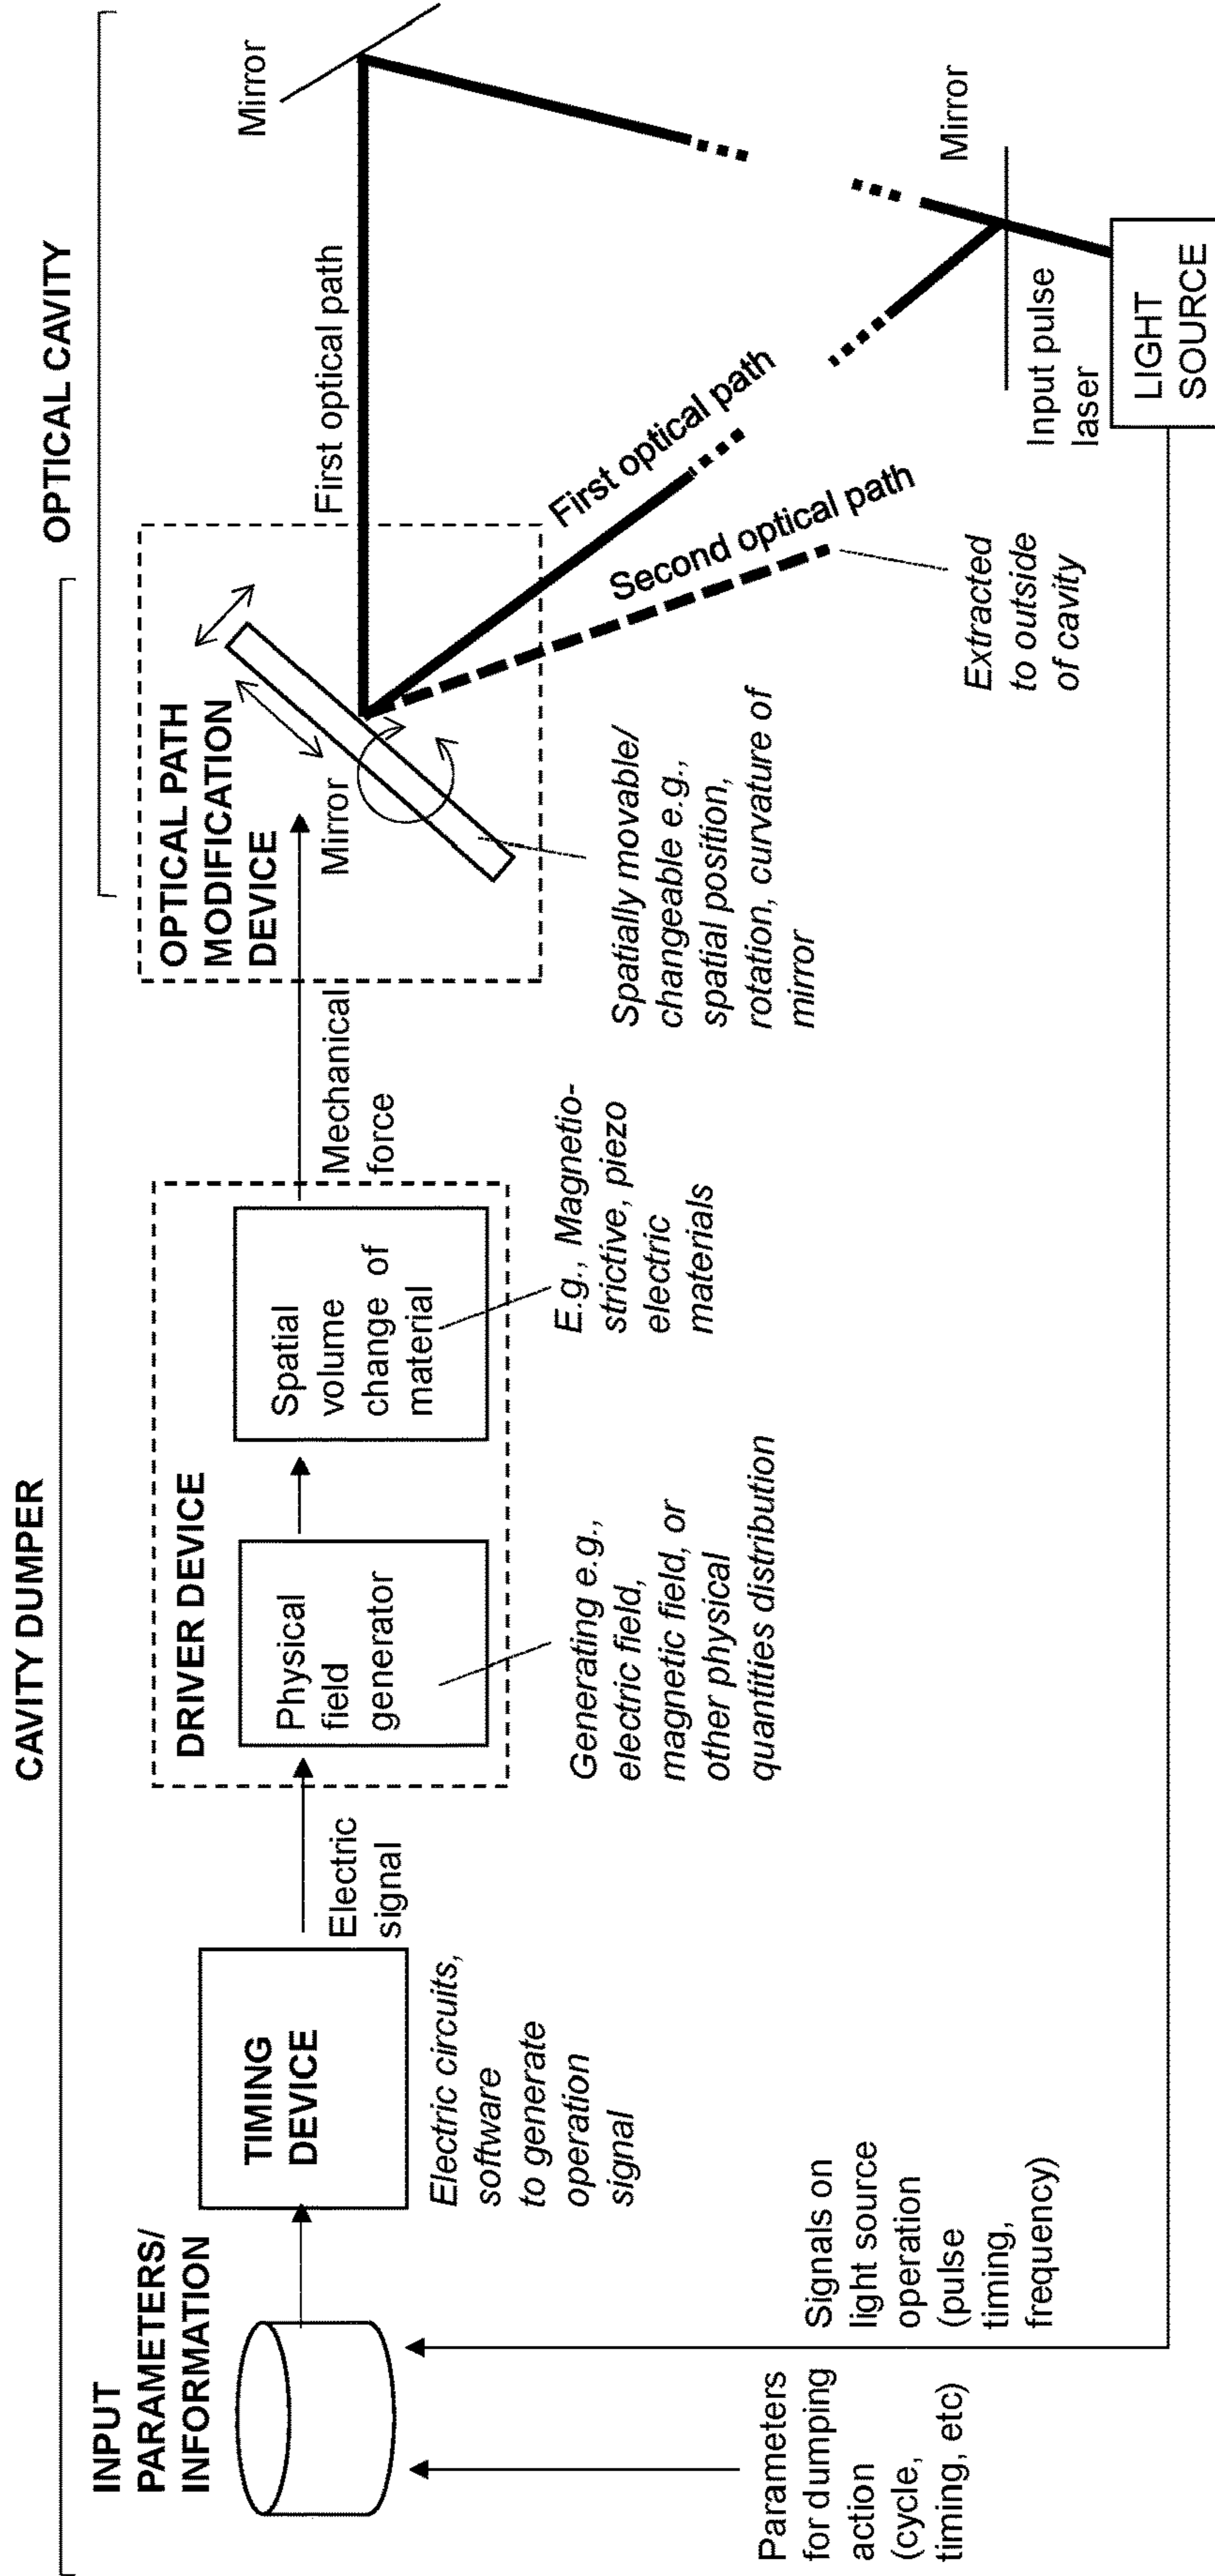 CAVITY DUMPER
OPTICAL CAVITY
INPUT
PARAMETERS/
INFORMATION
TIMING
DEVICE
Electric circuits,
software
to generate
operation
signal
Electric
signal
DRIVER DEVICE
Physical
field
generator
Spatial
volume
change of
material
Generating e.g.,
electric field,
magnetic field, or
other physical
quantities distribution
E.g., Magnetio-
strictive, piezo
electric
materials
Mechanical
force
OPTICAL PATH
MODIFICATION
DEVICE
Mirror
Spatially movable/
changeable e.g.,
spatial position,
rotation, curvature of
mirror
First optical path
Mirror
First optical path
Second optical path
Extracted
to outside
of cavity
Mirror
Input pulse
laser
LIGHT
SOURCE
Parameters
for dumping
action
(cycle,
timing, etc)
Signals on
light source
operation
(pulse
timing,
frequency)